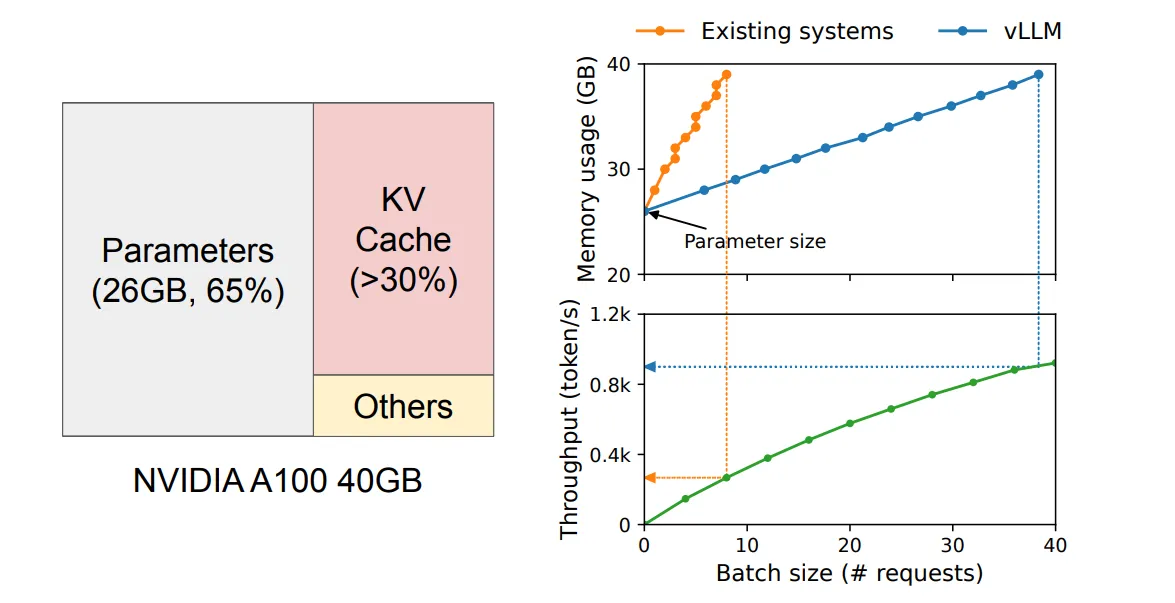 Parameters
(26GB, 65%)
KV
Cache
(>30%)
Others
NVIDIA A100 40GB
Existing systems
vLLM
Memory usage (GB)
40
30
20
Parameter size
Throughput (token/s)
1.2k
0.8k
0.4k
0
0
10
20
30
40
Batch size (# requests)